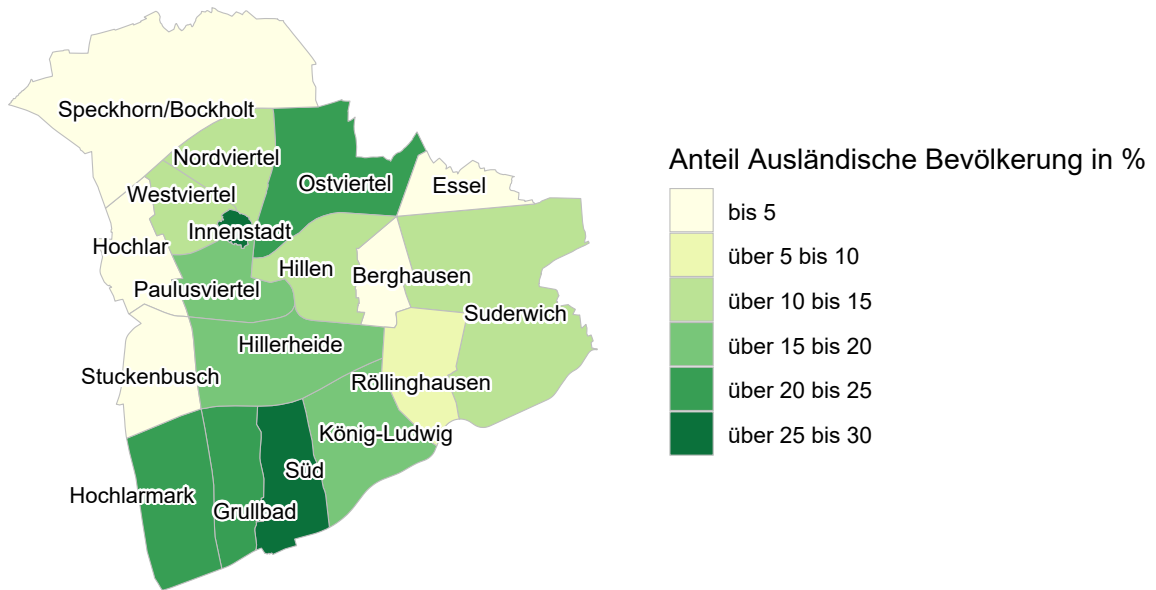 Speckhorn/Bockholt
Nordviertel
Ostviertel
Essel
Westviertel
Innenstadt
Hochlar
Hillen
Berghausen
Paulusviertel
Suderwich
Hillerheide
Stuckenbusch
Röllinghausen
König-Ludwig
Süd
Hochlarmark
Grullbad
Anteil Ausländische Bevölkerung in %
bis 5
über 5 bis 10
über 10 bis 15
über 15 bis 20
über 20 bis 25
über 25 bis 30